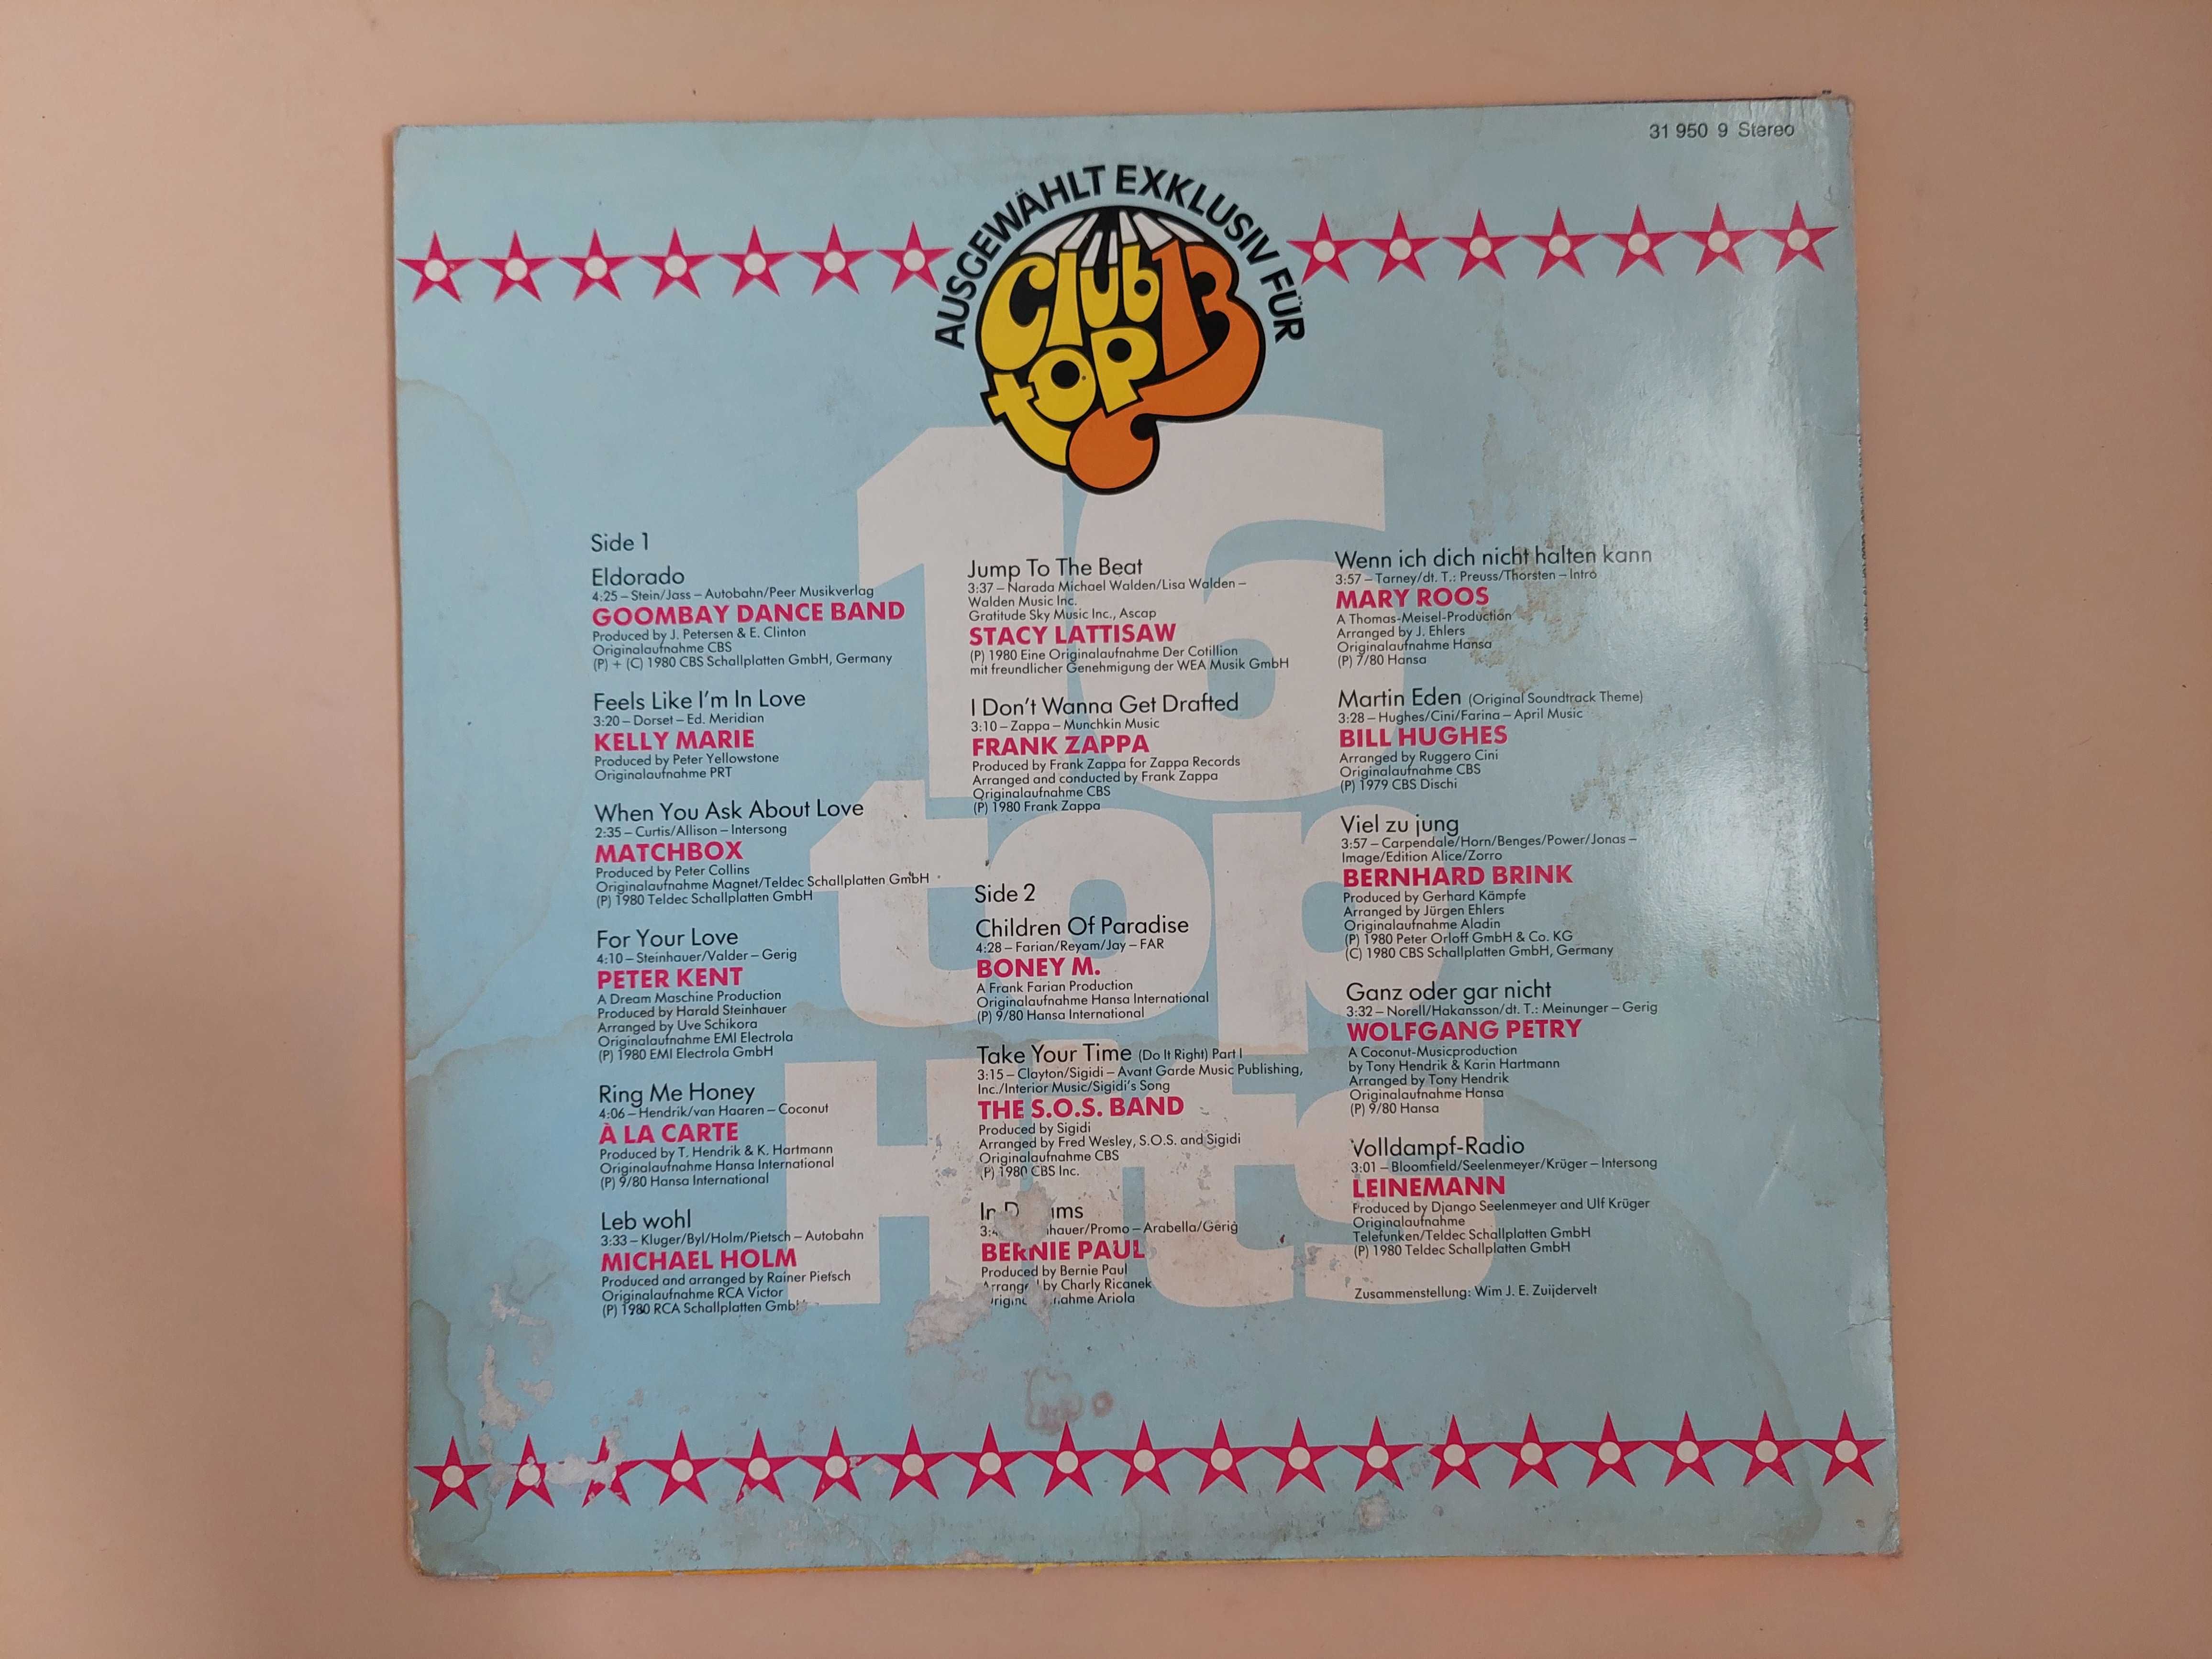 31 950 9 Stereo
AUSGEWÄHLT EXKLUSIV FÜR
Club
top 13
16
top
Hits
Side 1
Eldorado
4:25 – Stein/Jass – Autobahn/Peer Musikverlag
GOOMBAY DANCE BAND
Produced by J. Petersen & E. Clinton
Originalaufnahme CBS
(P) + (C) 1980 CBS Schallplatten GmbH, Germany
Feels Like I'm In Love
3:20 – Dorset – Ed. Meridian
KELLY MARIE
Produced by Peter Yellowstone
Originalaufnahme PRT
When You Ask About Love
2:35 – Curtis/Allison – Intersong
MATCHBOX
Produced by Peter Collins
Originalaufnahme Magnet/Teldec Schallplatten GmbH
(P) 1980 Teldec Schallplatten GmbH
For Your Love
4:10 – Steinhauer/Valder – Gerig
PETER KENT
A Dream Maschine Production
Produced by Harald Steinhauer
Arranged by Uve Schikora
Originalaufnahme EMI Electrola
(P) 1980 EMI Electrola GmbH
Ring Me Honey
4:06 – Hendrik/van Haaren – Coconut
À LA CARTE
Produced by T. Hendrik & K. Hartmann
Originalaufnahme Hansa International
(P) 9/80 Hansa International
Leb wohl
3:33 – Kluger/Byl/Holm/Pietsch – Autobahn
MICHAEL HOLM
Produced and arranged by Rainer Pietsch
Originalaufnahme RCA Victor
(P) 1980 RCA Schallplatten
Jump To The Beat
3:37 – Narada Michael Walden/Lisa Walden –
Walden Music Inc.
Gratitude Sky Music Inc., Ascap
STACY LATTISAW
(P) 1980 Eine Originalaufnahme Der Cotillion
mit freundlicher Genehmigung der WEA Musik GmbH
I Don't Wanna Get Drafted
3:10 – Zappa – Munchkin Music
FRANK ZAPPA
Produced by Frank Zappa for Zappa Records
Arranged and conducted by Frank Zappa
Originalaufnahme CBS
(P) 1980 Frank Zappa
Side 2
Children Of Paradise
4:28 – Farian/Reyam/Jay – FAR
BONEY M.
A Frank Farian Production
Originalaufnahme Hansa International
(P) 9/80 Hansa International
Take Your Time (Do It Right) Part I
3:15 – Clayton/Sigidi – Avant Garde Music Publishing,
Inc./Interior Music/Sigidi's Song
THE S.O.S. BAND
Produced by Sigidi
Arranged by Fred Wesley, S.O.S. and Sigidi
Originalaufnahme CBS
(P) 1980 CBS Inc.
– Arabella/Gerig
BERNIE PAUL
Produced by Bernie Paul
by Charly Ricanek
Ariola
Wenn ich dich nicht halten kann
3:57 – Tarney/dt. T.: Preuss/Thorsten – Intro
MARY ROOS
A Thomas-Meisel-Production
Arranged by J. Ehlers
Originalaufnahme Hansa
(P) 7/80 Hansa
Martin Eden (Original Soundtrack Theme)
3:28 – Hughes/Cini/Farina – April Music
BILL HUGHES
Arranged by Ruggero Cini
Originalaufnahme CBS
(P) 1979 CBS Dischi
Viel zu jung
3:57 – Carpendale/Horn/Benges/Power/Jonas –
Image/Edition Alice/Zorro
BERNHARD BRINK
Produced by Gerhard Kämpfe
Arranged by Jürgen Ehlers
Originalaufnahme Aladin
(P) 1980 Peter Orloff GmbH & Co. KG
(C) 1980 CBS Schallplatten GmbH, Germany
Ganz oder gar nicht
3:32 – Norell/Hakansson/dt. T.: Meinunger – Gerig
WOLFGANG PETRY
A Coconut-Musicproduction
by Tony Hendrik & Karin Hartmann
Arranged by Tony Hendrik
Originalaufnahme Hansa
(P) 9/80 Hansa
Volldampf-Radio
3:01 – Bloomfield/Seelenmeyer/Krüger – Intersong
LEINEMANN
Produced by Django Seelenmeyer and Ulf Krüger
Originalaufnahme
Telefunken/Teldec Schallplatten GmbH
(P) 1980 Teldec Schallplatten GmbH
Zusammenstellung: Wim J. E. Zuijdervelt